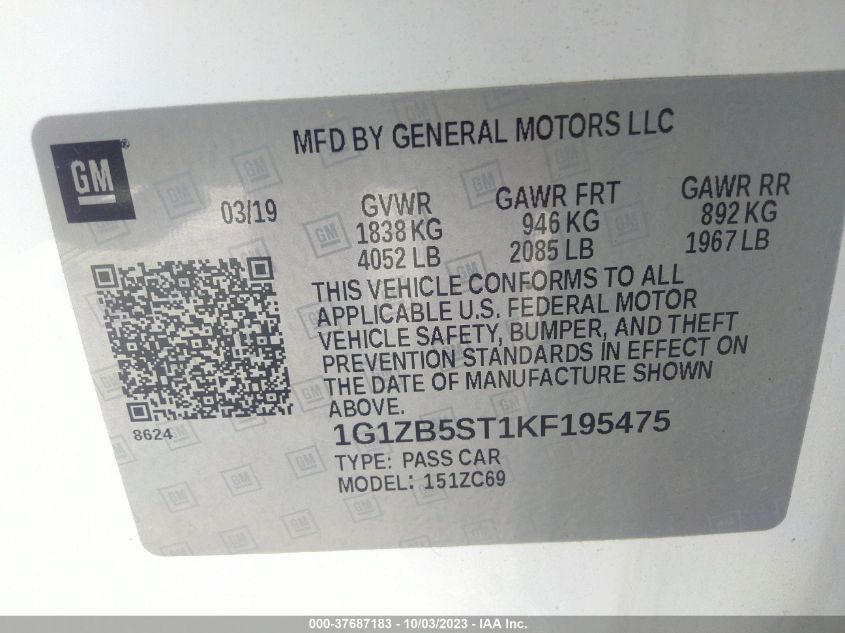 MFD BY GENERAL MOTORS LLC
GM®
03/19
GVWR GAWR FRT GAWR RR
1838 KG 946 KG 892 KG
4052 LB 2085 LB 1967 LB
THIS VEHICLE CONFORMS TO ALL
APPLICABLE U.S. FEDERAL MOTOR
VEHICLE SAFETY, BUMPER, AND THEFT
PREVENTION STANDARDS IN EFFECT ON
THE DATE OF MANUFACTURE SHOWN
ABOVE.
8624
1G1ZB5ST1KF195475
TYPE: PASS CAR
MODEL: 151ZC69
000-37687183 - 10/03/2023 - IAA Inc.